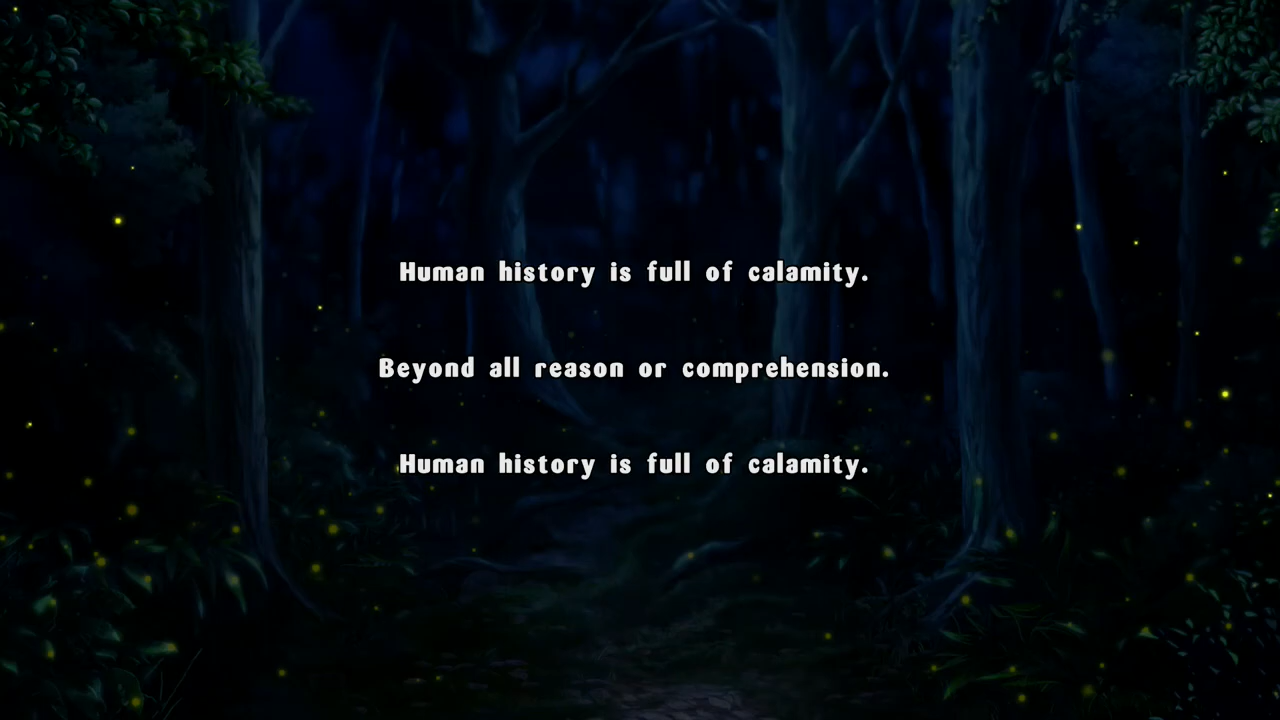 Human history is full of calamity.
Beyond all reason or comprehension.
Human history is full of calamity.